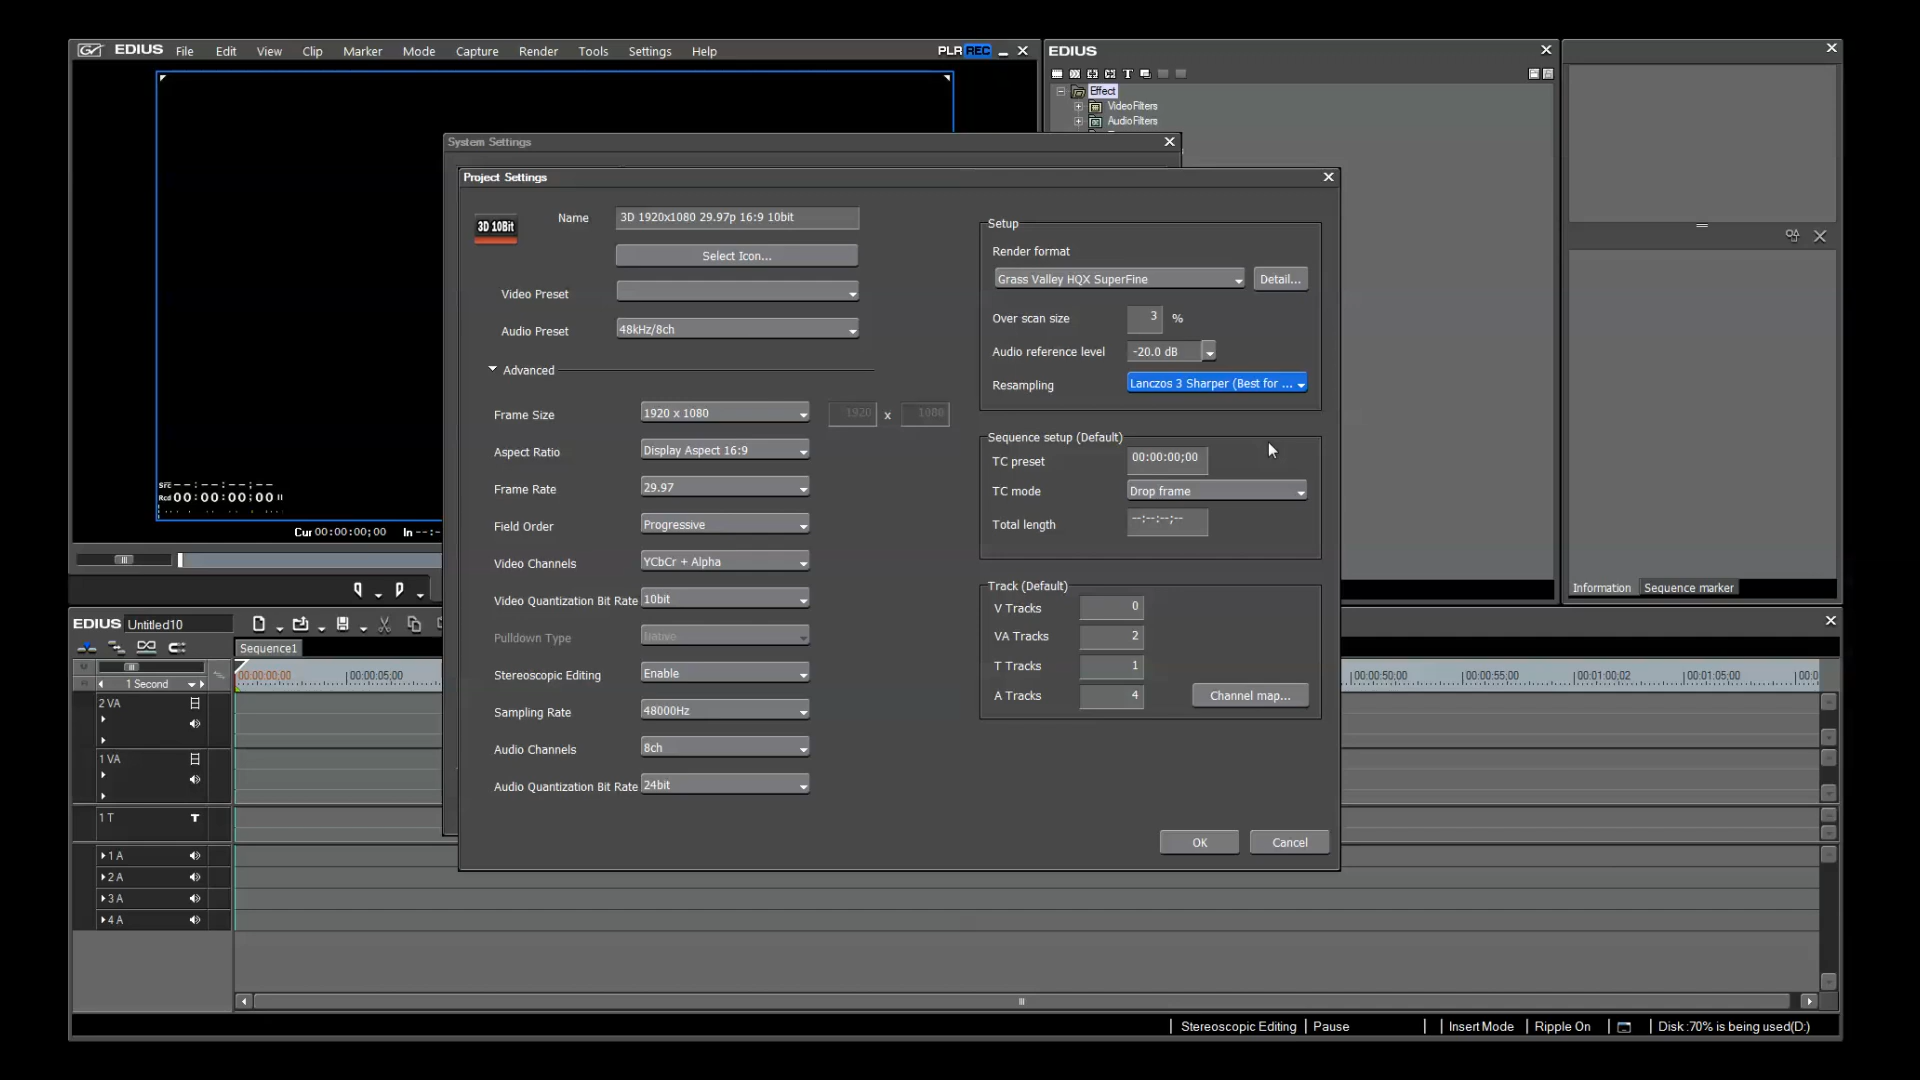 EDIUS File Edit View Clip Marker Mode Capture Render Tools Settings Help PLR REC
EDIUS
Effect
VideoFilters
AudioFilters
System Settings
Project Settings
3D 10Bit
Name 3D 1920x1080 29.97p 16:9 10bit
Select Icon...
Video Preset
Audio Preset 48kHz/8ch
Advanced
Frame Size 1920 x 1080 1920 x 1080
Aspect Ratio Display Aspect 16:9
Frame Rate 29.97
Field Order Progressive
Video Channels YCbCr + Alpha
Video Quantization Bit Rate 10bit
Pulldown Type Native
Stereoscopic Editing Enable
Sampling Rate 48000Hz
Audio Channels 8ch
Audio Quantization Bit Rate 24bit
Setup
Render format
Grass Valley HQX SuperFine Detail...
Over scan size 3 %
Audio reference level -20.0 dB
Resampling Lanczos 3 Sharper (Best for ...
Sequence setup (Default)
TC preset 00:00:00;00
TC mode Drop frame
Total length --:--:--;--
Track (Default)
V Tracks 0
VA Tracks 2
T Tracks 1
A Tracks 4 Channel map...
OK Cancel
Src --:--:--:--
Rcd 00:00:00;00
Cur 00:00:00;00 In --:--
Information Sequence marker
EDIUS Untitled10
Sequence1
1 Second
00:00:00;00 00:00:05;00 00:00:50;00 00:00:55;00 00:01:00;02 00:01:05;00 00:0
2 VA
1 VA
1 T T
1 A
2 A
3 A
4 A
Stereoscopic Editing Pause Insert Mode Ripple On Disk :70% is being used(D:)